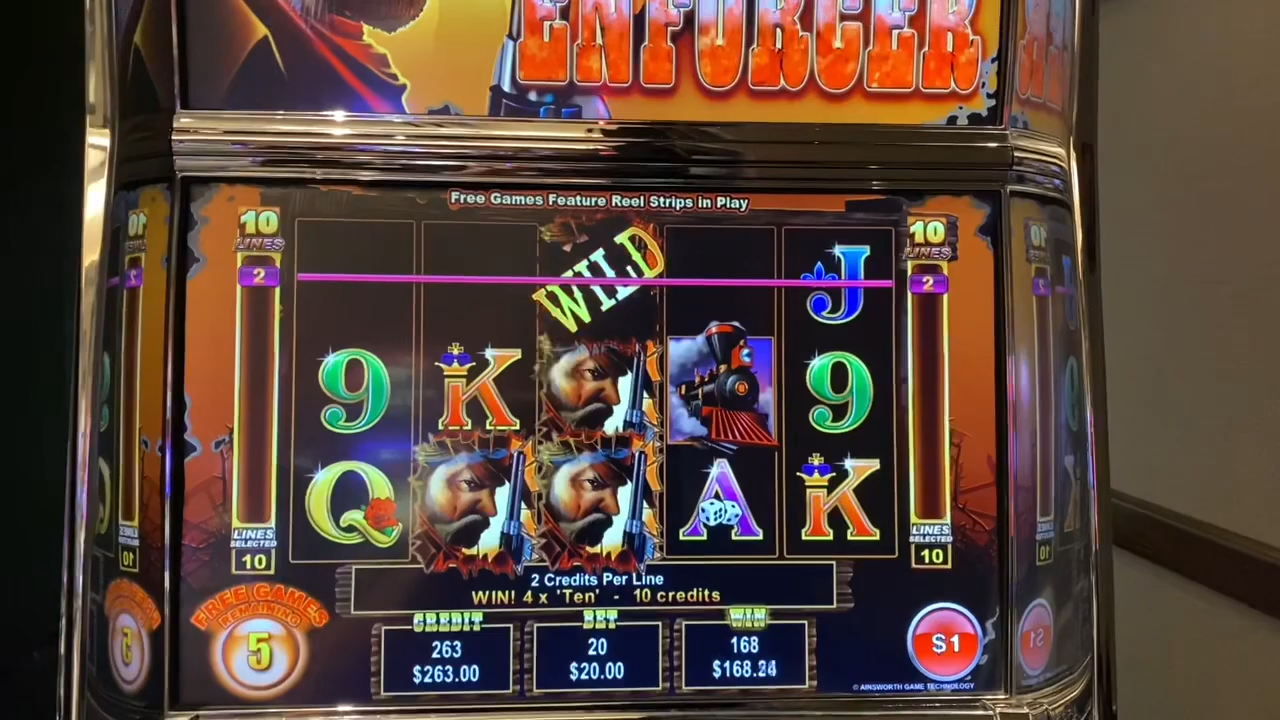 ENFORCER
Free Games Feature Reel Strips in Play
10
LINES
2
WILD
J
10
LINES
2
9
K
9
Q
A
K
LINES
SELECTED
10
LINES
SELECTED
10
2 Credits Per Line
WIN! 4 x 'Ten' - 10 credits
FREE GAMES
REMAINING
5
CREDIT
263
$263.00
BET
20
$20.00
WIN
168
$1
© AINSWORTH GAME TECHNOLOGY